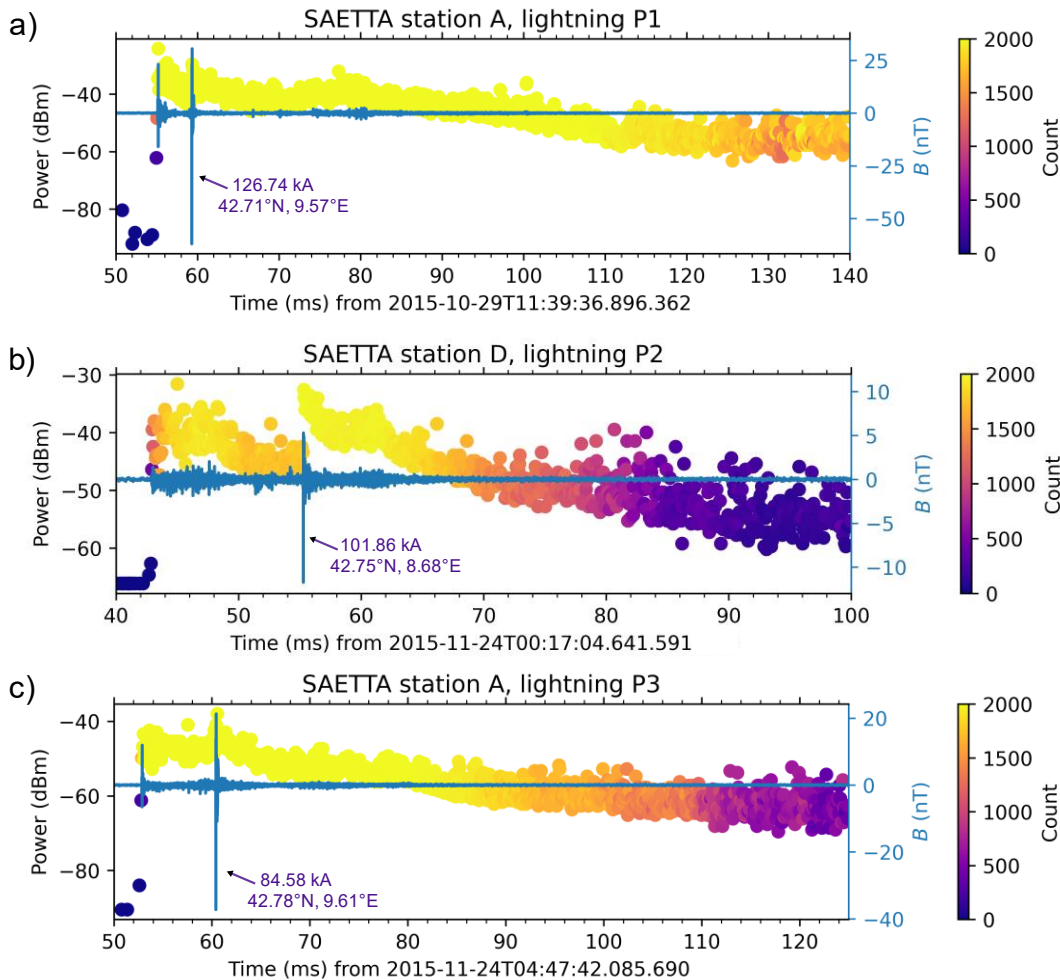 a)
SAETTA station A, lightning P1
Power (dBm)
−40
−60
−80
126.74 kA
42.71°N, 9.57°E
25
0
−25
−50
B (nT)
2000
1500
1000
500
0
Count
50 60 70 80 90 100 110 120 130 140
Time (ms) from 2015-10-29T11:39:36.896.362
b)
SAETTA station D, lightning P2
Power (dBm)
−30
−40
−50
−60
101.86 kA
42.75°N, 8.68°E
10
5
0
−5
−10
B (nT)
2000
1500
1000
500
0
Count
40 50 60 70 80 90 100
Time (ms) from 2015-11-24T00:17:04.641.591
c)
SAETTA station A, lightning P3
Power (dBm)
−40
−60
−80
84.58 kA
42.78°N, 9.61°E
20
0
−20
−40
B (nT)
2000
1500
1000
500
0
Count
50 60 70 80 90 100 110 120
Time (ms) from 2015-11-24T04:47:42.085.690